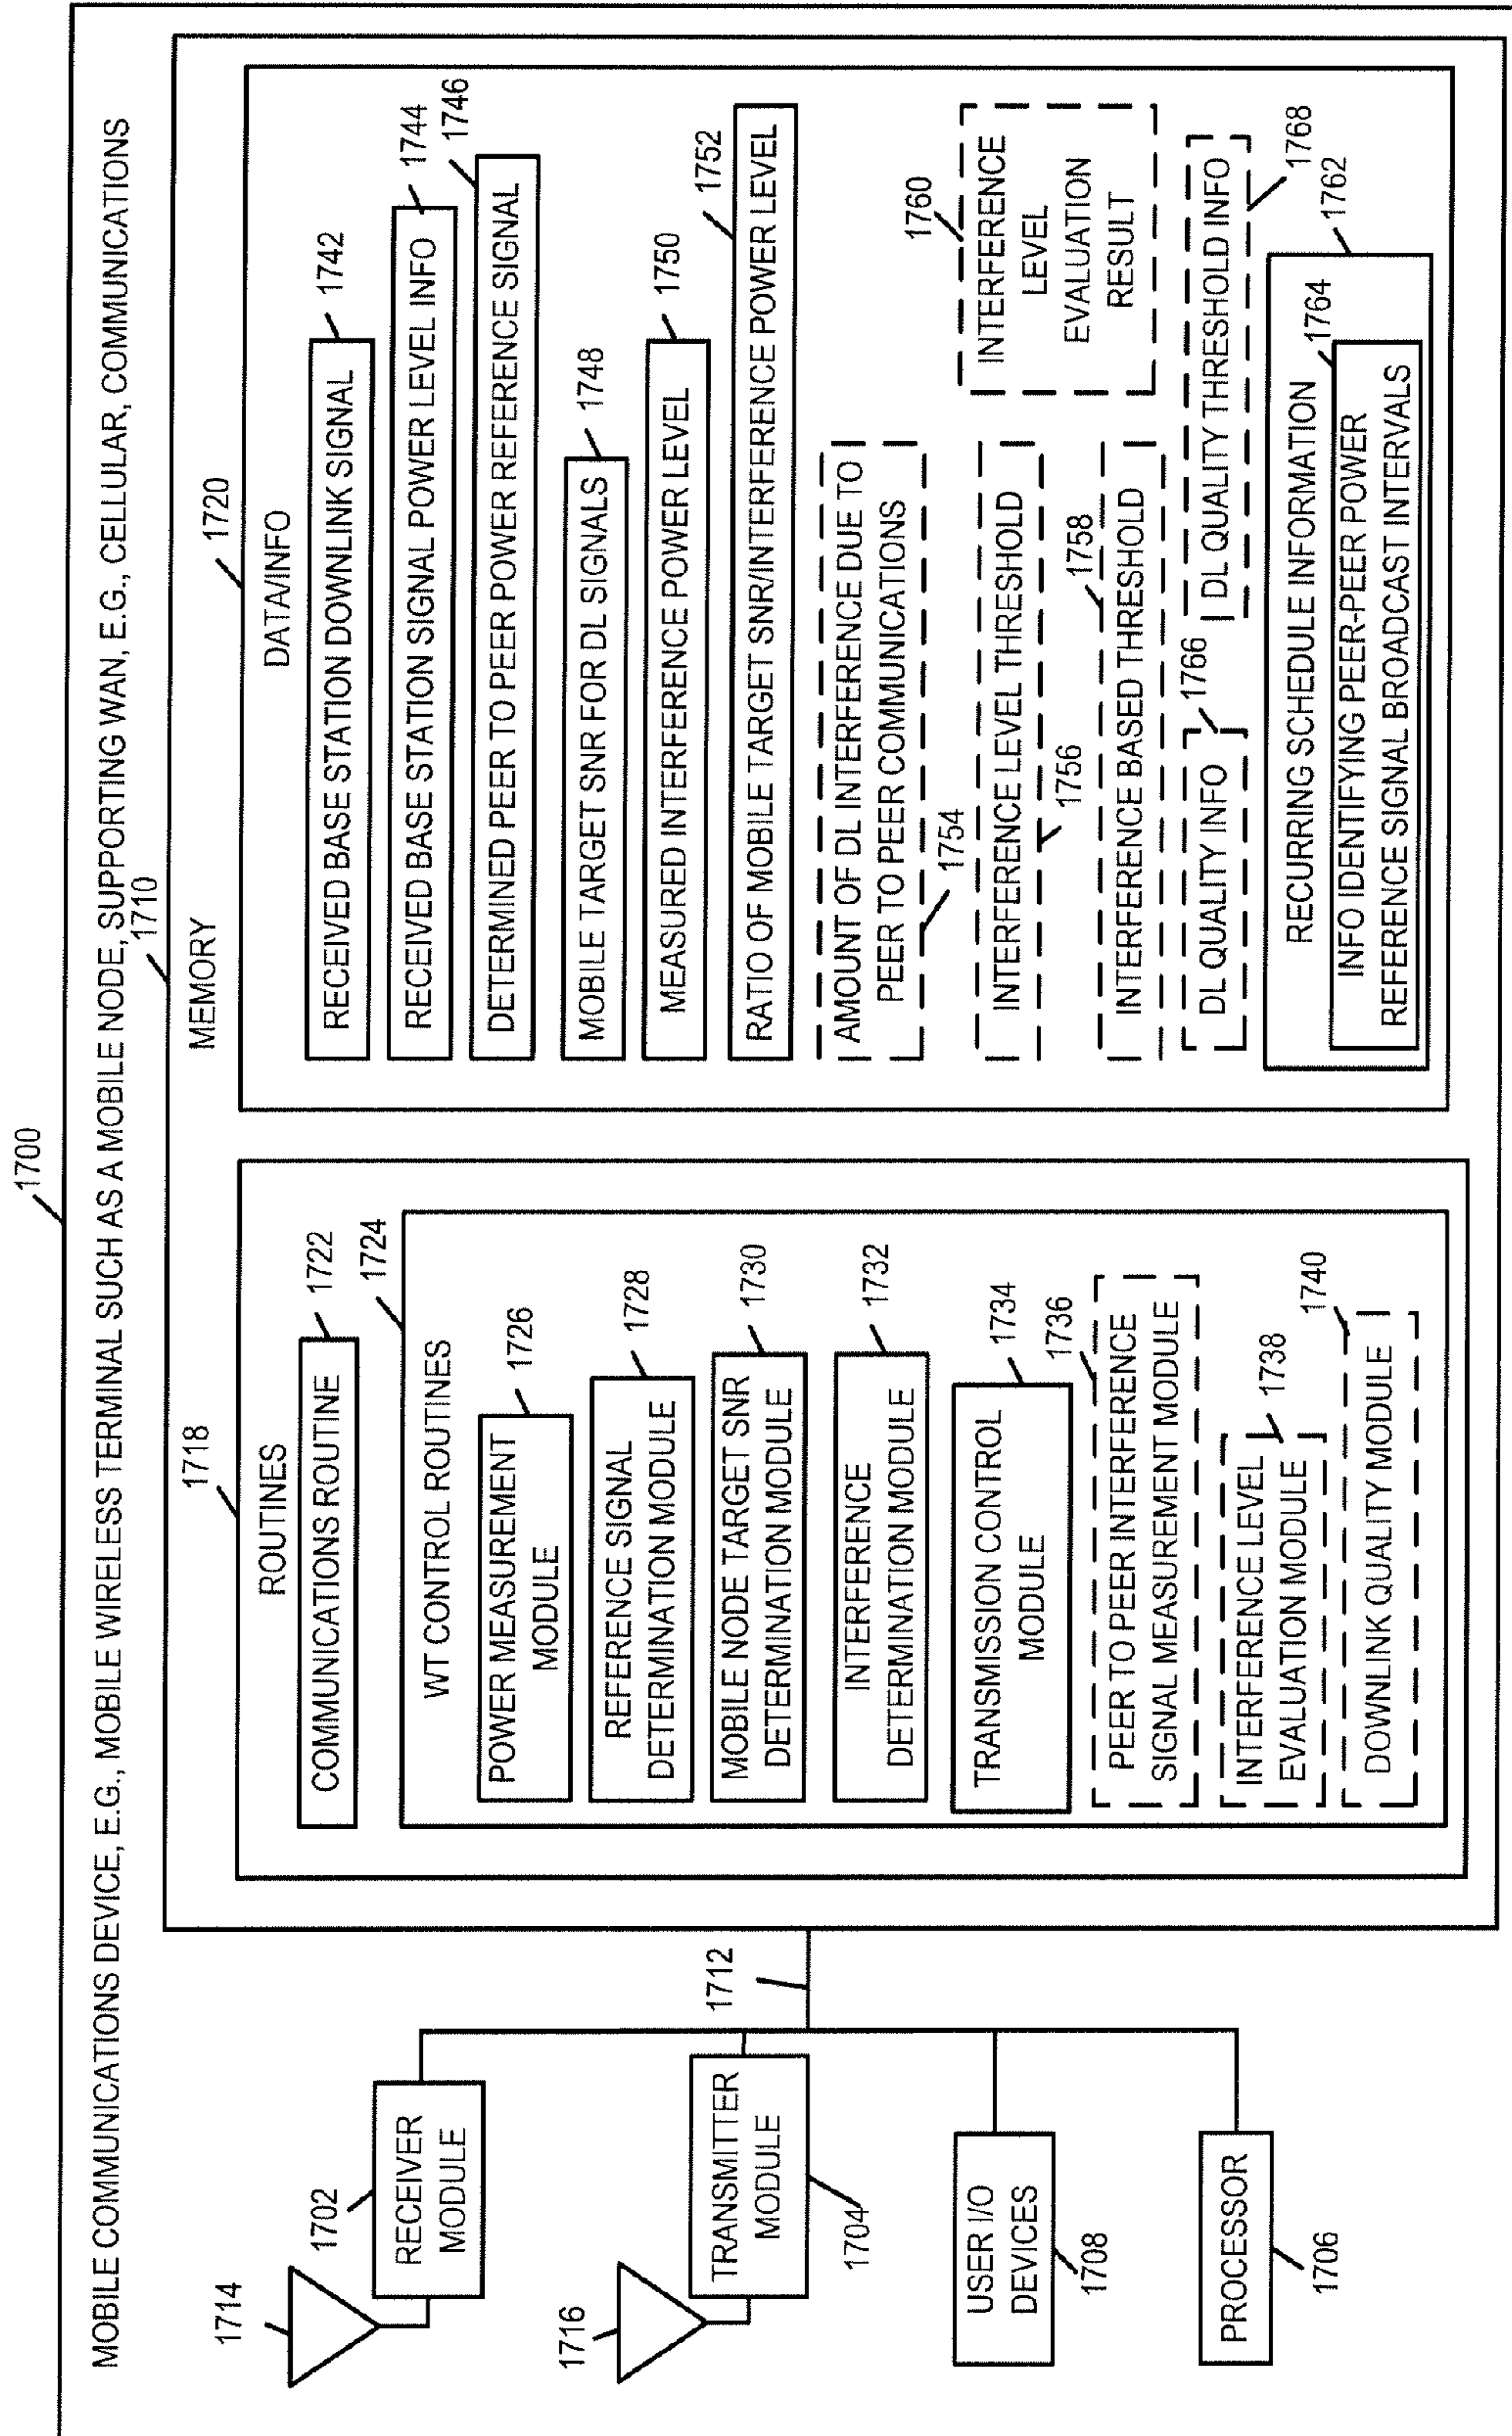 1700
MOBILE COMMUNICATIONS DEVICE, E.G., MOBILE WIRELESS TERMINAL SUCH AS A MOBILE NODE, SUPPORTING WAN, E.G., CELLULAR, COMMUNICATIONS
1714
1702
RECEIVER
MODULE
1716
TRANSMITTER
MODULE
1704
USER I/O
DEVICES
1708
PROCESSOR
1706
1712
1710
MEMORY
1718
ROUTINES
COMMUNICATIONS ROUTINE
1722
1724
WT CONTROL ROUTINES
POWER MEASUREMENT
MODULE
1726
REFERENCE SIGNAL
DETERMINATION MODULE
1728
MOBILE NODE TARGET SNR
DETERMINATION MODULE
1730
INTERFERENCE
DETERMINATION MODULE
1732
TRANSMISSION CONTROL
MODULE
1734
1736
PEER TO PEER INTERFERENCE
SIGNAL MEASUREMENT MODULE
INTERFERENCE LEVEL
EVALUATION MODULE
1738
DOWNLINK QUALITY MODULE
1740
1720
DATA/INFO
RECEIVED BASE STATION DOWNLINK SIGNAL
1742
RECEIVED BASE STATION SIGNAL POWER LEVEL INFO
1744
DETERMINED PEER TO PEER POWER REFERENCE SIGNAL
1746
MOBILE TARGET SNR FOR DL SIGNALS
1748
MEASURED INTERFERENCE POWER LEVEL
1750
RATIO OF MOBILE TARGET SNR/INTERFERENCE POWER LEVEL
1752
AMOUNT OF DL INTERFERENCE DUE TO
PEER TO PEER COMMUNICATIONS
1754
INTERFERENCE LEVEL THRESHOLD
1756
INTERFERENCE BASED THRESHOLD
1758
1760
INTERFERENCE
LEVEL
EVALUATION
RESULT
DL QUALITY INFO
1766
DL QUALITY THRESHOLD INFO
1768
1762
RECURRING SCHEDULE INFORMATION
1764
INFO IDENTIFYING PEER-PEER POWER
REFERENCE SIGNAL BROADCAST INTERVALS